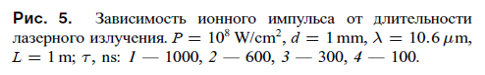 Рис. 5. Зависимость ионного импульса от длительности
лазерного излучения. P = 10⁸ W/cm², d = 1 mm, λ = 10.6 μm,
L = 1 m; τ, ns: 1 — 1000, 2 — 600, 3 — 300, 4 — 100.